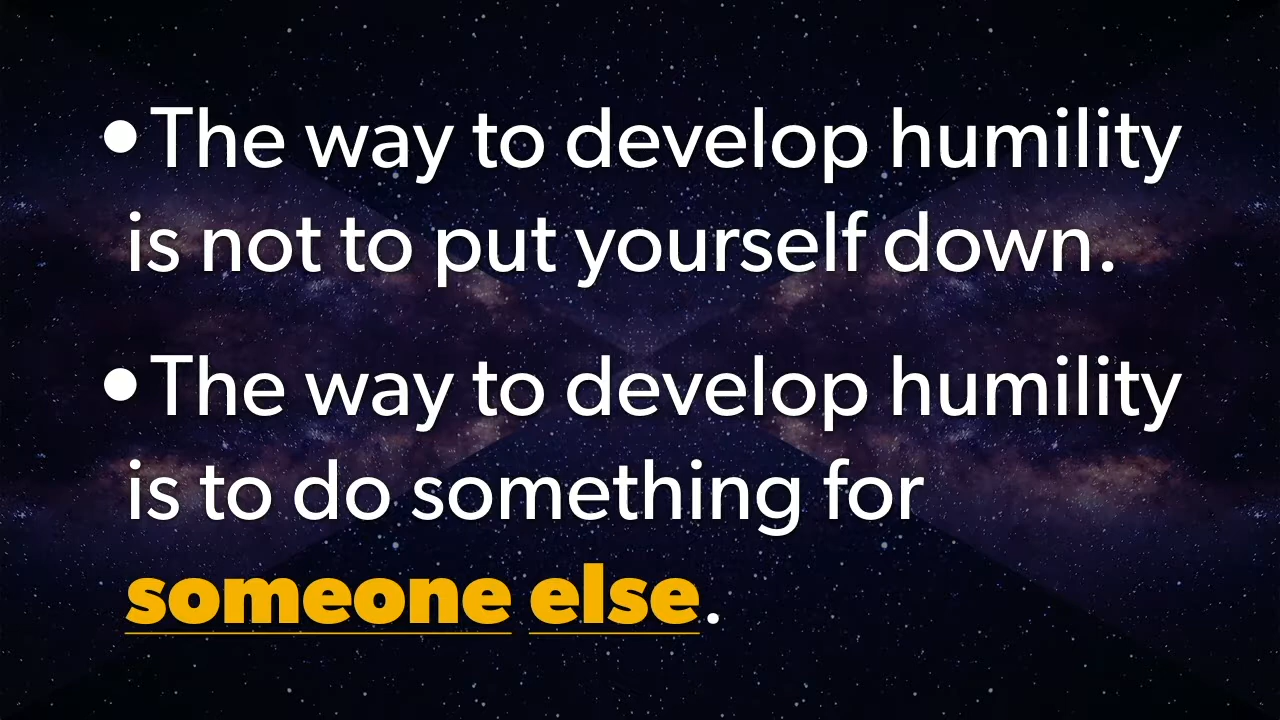 •The way to develop humility
is not to put yourself down.
•The way to develop humility
is to do something for
someone else.